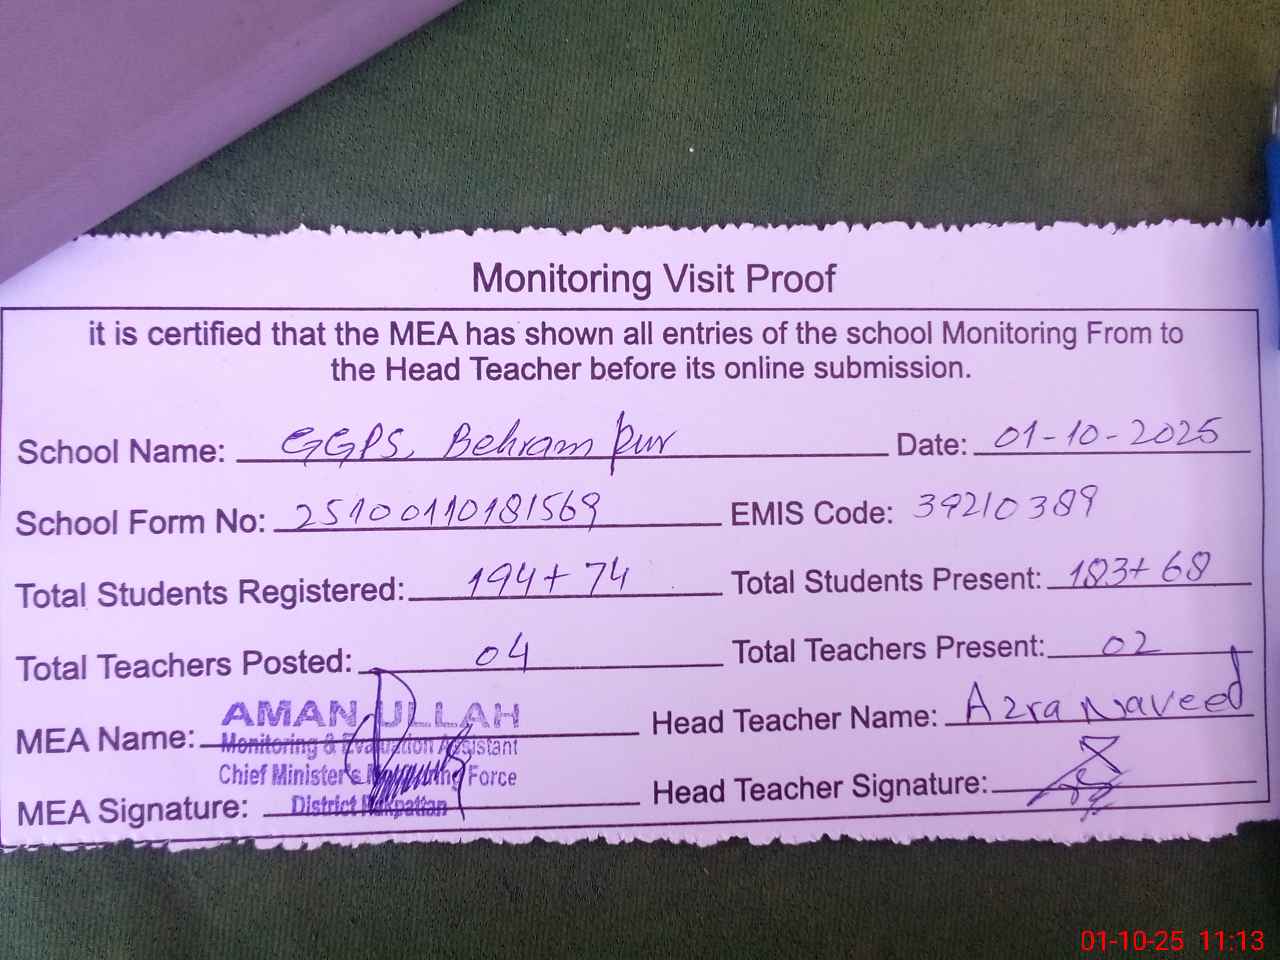 Monitoring Visit Proof
it is certified that the MEA has shown all entries of the school Monitoring From to
the Head Teacher before its online submission.
School Name: GGPS, Behram pur Date: 01-10-2025
School Form No: 25100110181569 EMIS Code: 39210389
Total Students Registered: 194+74 Total Students Present: 183+68
Total Teachers Posted: 04 Total Teachers Present: 02
MEA Name: AMAN ULLAH Head Teacher Name: Azra Naveed
Monitoring & Evaluation Assistant
Chief Minister's Monitoring Force
MEA Signature: District Pakpattan Head Teacher Signature:
01-10-25 11:13